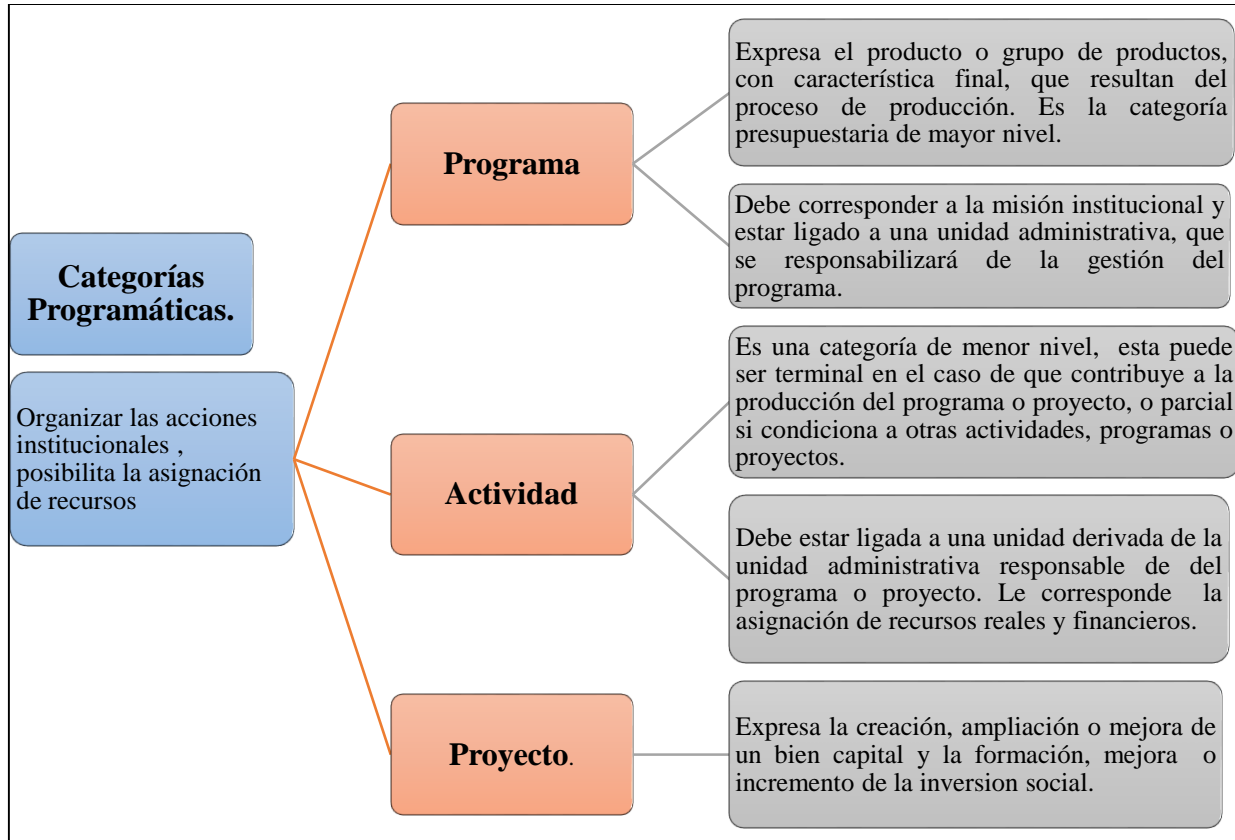 Categorías
Programáticas.
Organizar las acciones
institucionales ,
posibilita la asignación
de recursos
Programa
Expresa el producto o grupo de productos,
con característica final, que resultan del
proceso de producción. Es la categoría
presupuestaria de mayor nivel.
Debe corresponder a la misión institucional y
estar ligado a una unidad administrativa, que
se responsabilizará de la gestión del
programa.
Actividad
Es una categoría de menor nivel, esta puede
ser terminal en el caso de que contribuye a la
producción del programa o proyecto, o parcial
si condiciona a otras actividades, programas o
proyectos.
Debe estar ligada a una unidad derivada de la
unidad administrativa responsable de del
programa o proyecto. Le corresponde la
asignación de recursos reales y financieros.
Proyecto.
Expresa la creación, ampliación o mejora de
un bien capital y la formación, mejora o
incremento de la inversion social.